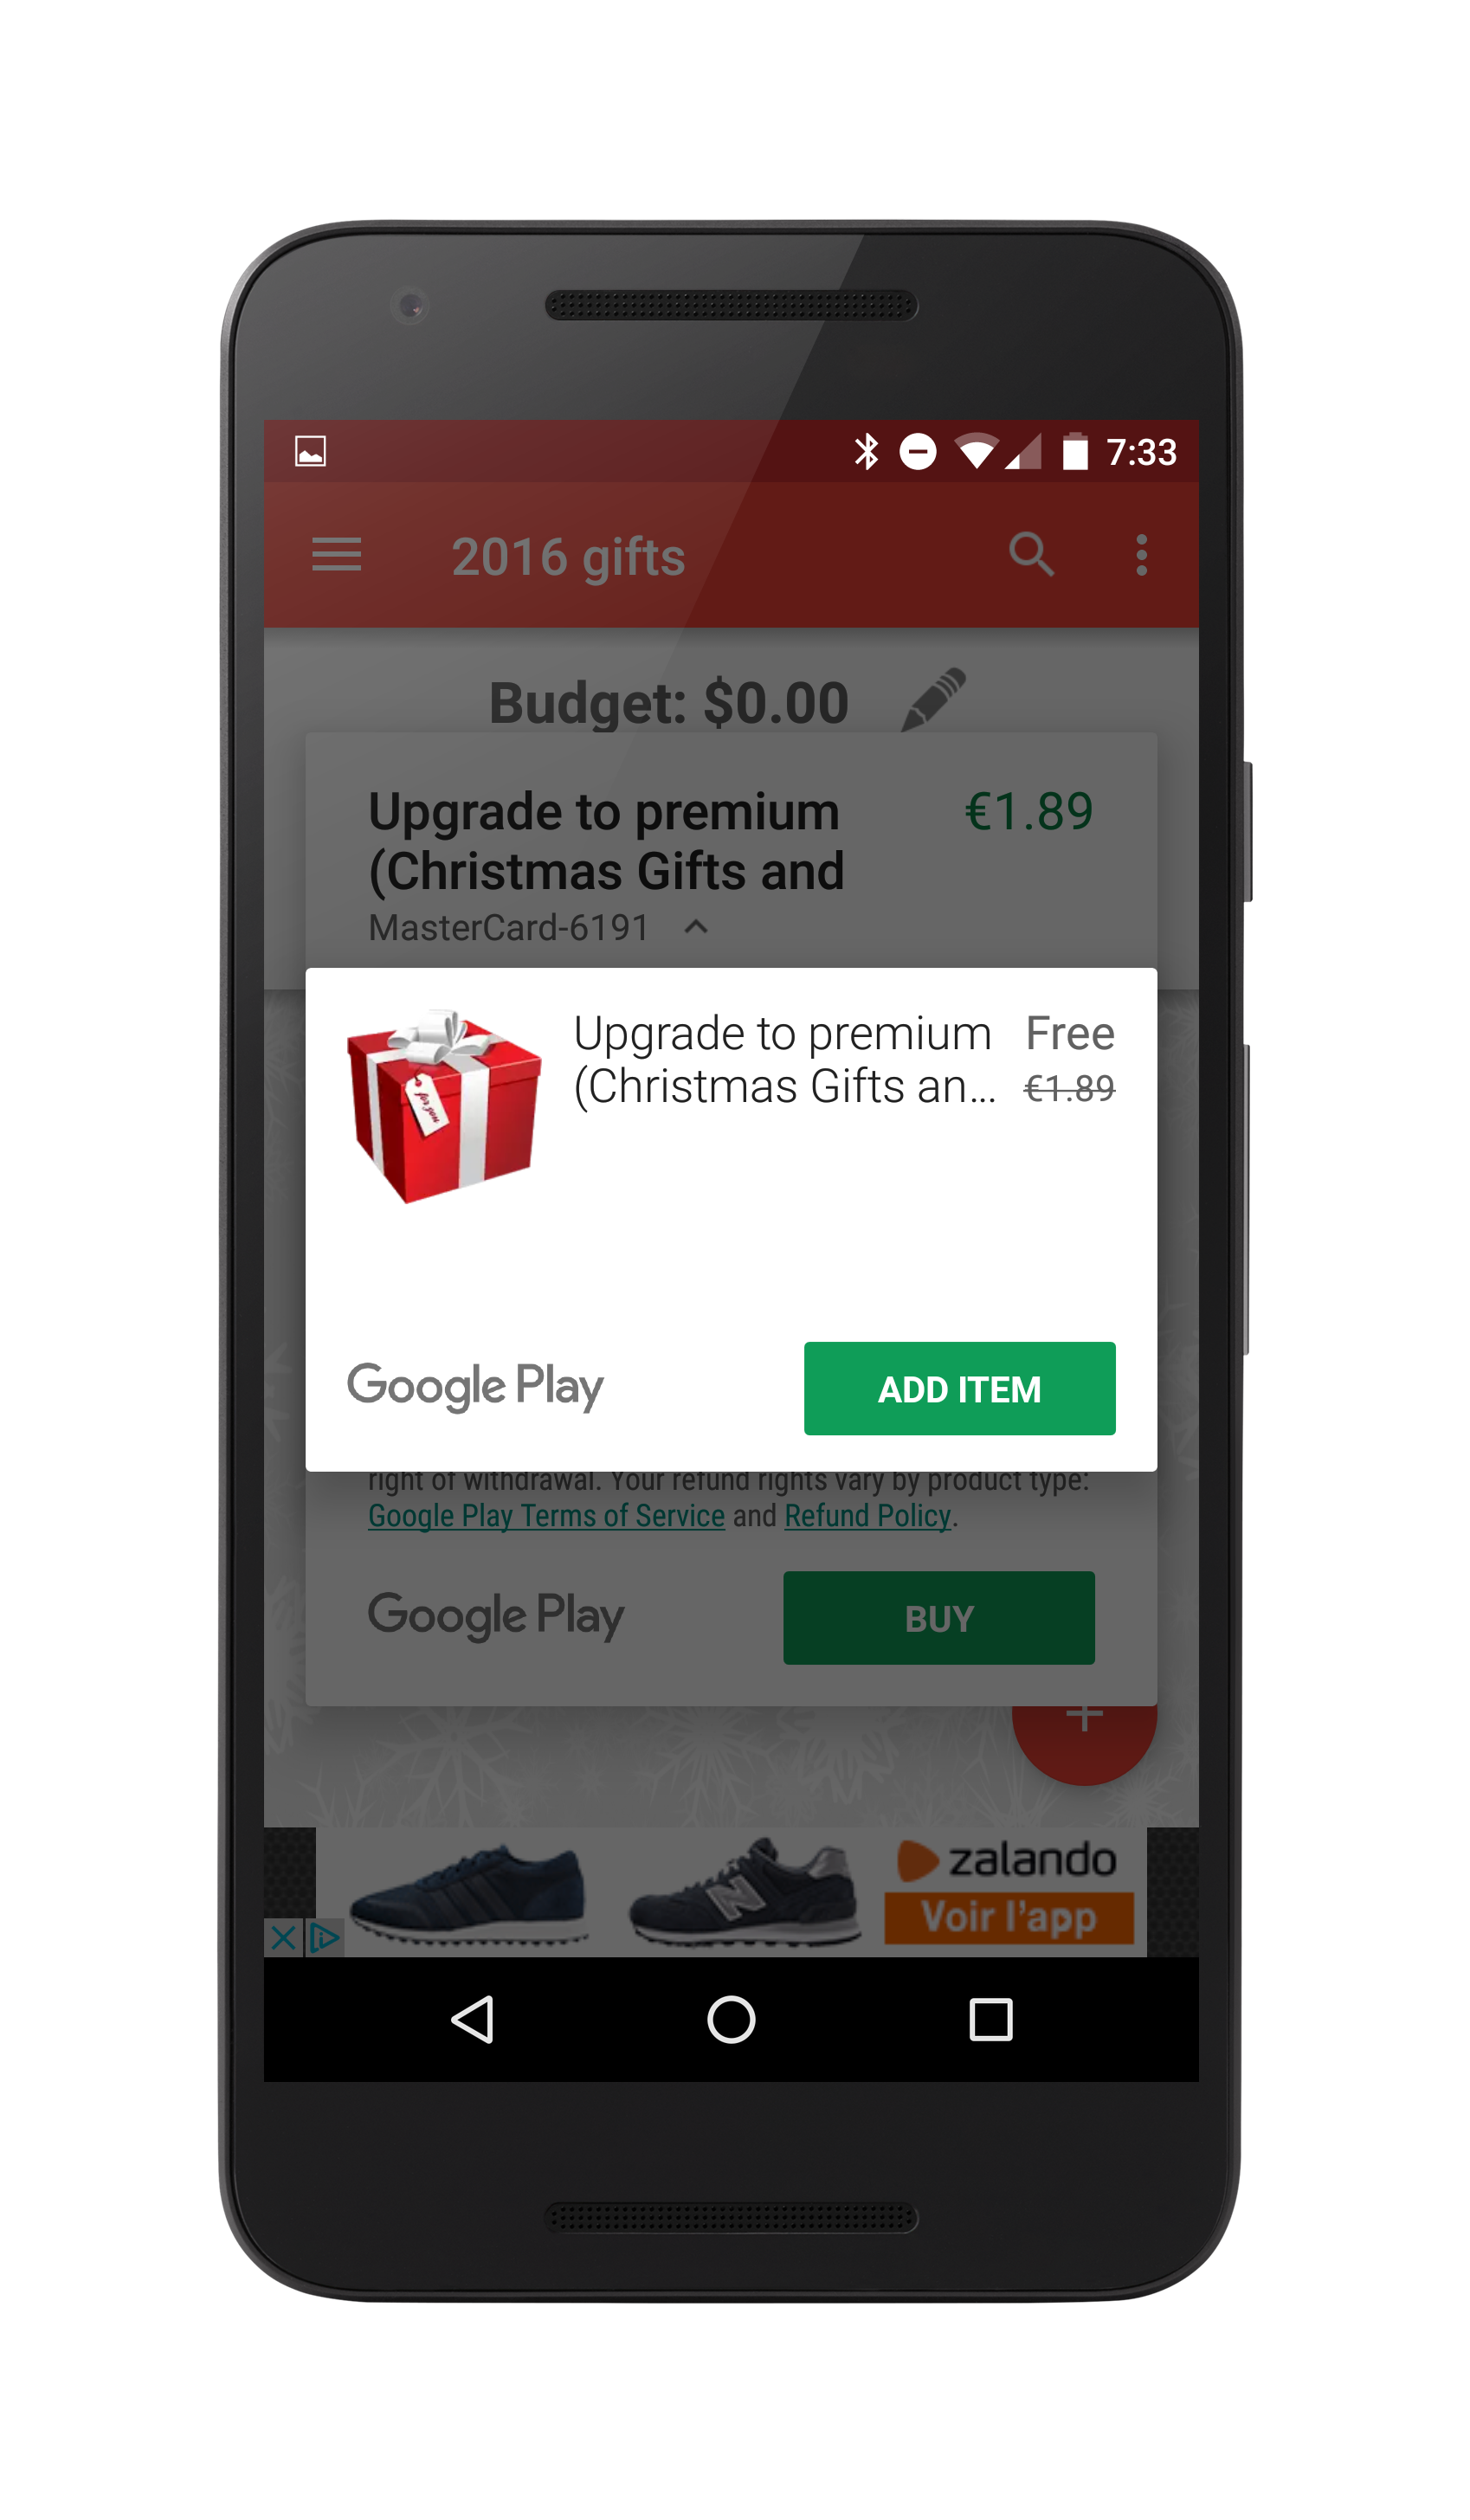 7:33
2016 gifts
Budget: $0.00
Upgrade to premium €1.89
(Christmas Gifts and
MasterCard-6191
for you
Upgrade to premium Free
(Christmas Gifts an... €1.89
Google Play ADD ITEM
right of withdrawal. Your refund rights vary by product type:
Google Play Terms of Service and Refund Policy.
Google Play BUY
zalando
Voir l'app